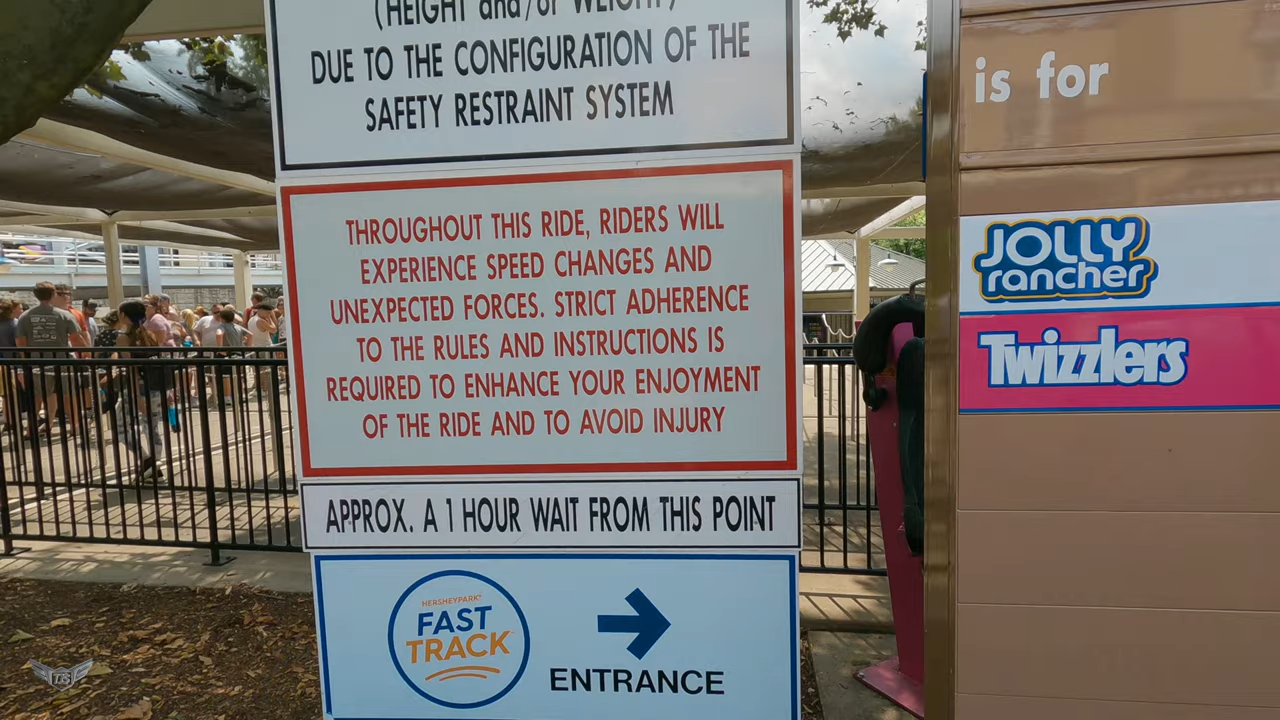 (HEIGHT and/or WEIGHT)
DUE TO THE CONFIGURATION OF THE
SAFETY RESTRAINT SYSTEM
THROUGHOUT THIS RIDE, RIDERS WILL
EXPERIENCE SPEED CHANGES AND
UNEXPECTED FORCES. STRICT ADHERENCE
TO THE RULES AND INSTRUCTIONS IS
REQUIRED TO ENHANCE YOUR ENJOYMENT
OF THE RIDE AND TO AVOID INJURY
APPROX. A 1 HOUR WAIT FROM THIS POINT
HERSHEYPARK
FAST
TRACK
ENTRANCE
is for
JOLLY
rancher
Twizzlers